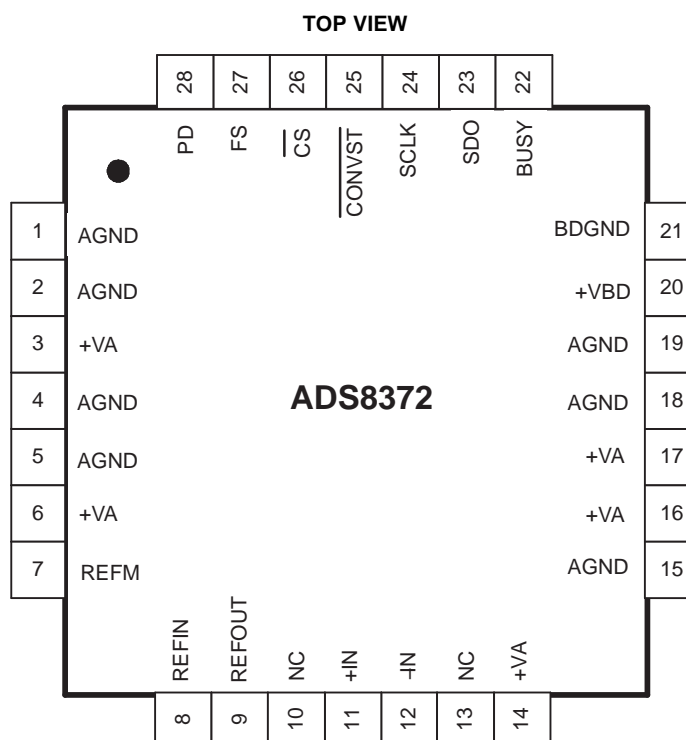 TOP VIEW
28 27 26 25 24 23 22
PD FS CS CONVST SCLK SDO BUSY
1 AGND BDGND 21
2 AGND +VBD 20
3 +VA AGND 19
4 AGND ADS8372 AGND 18
5 AGND +VA 17
6 +VA +VA 16
7 REFM AGND 15
REFIN REFOUT NC +IN -IN NC +VA
8 9 10 11 12 13 14